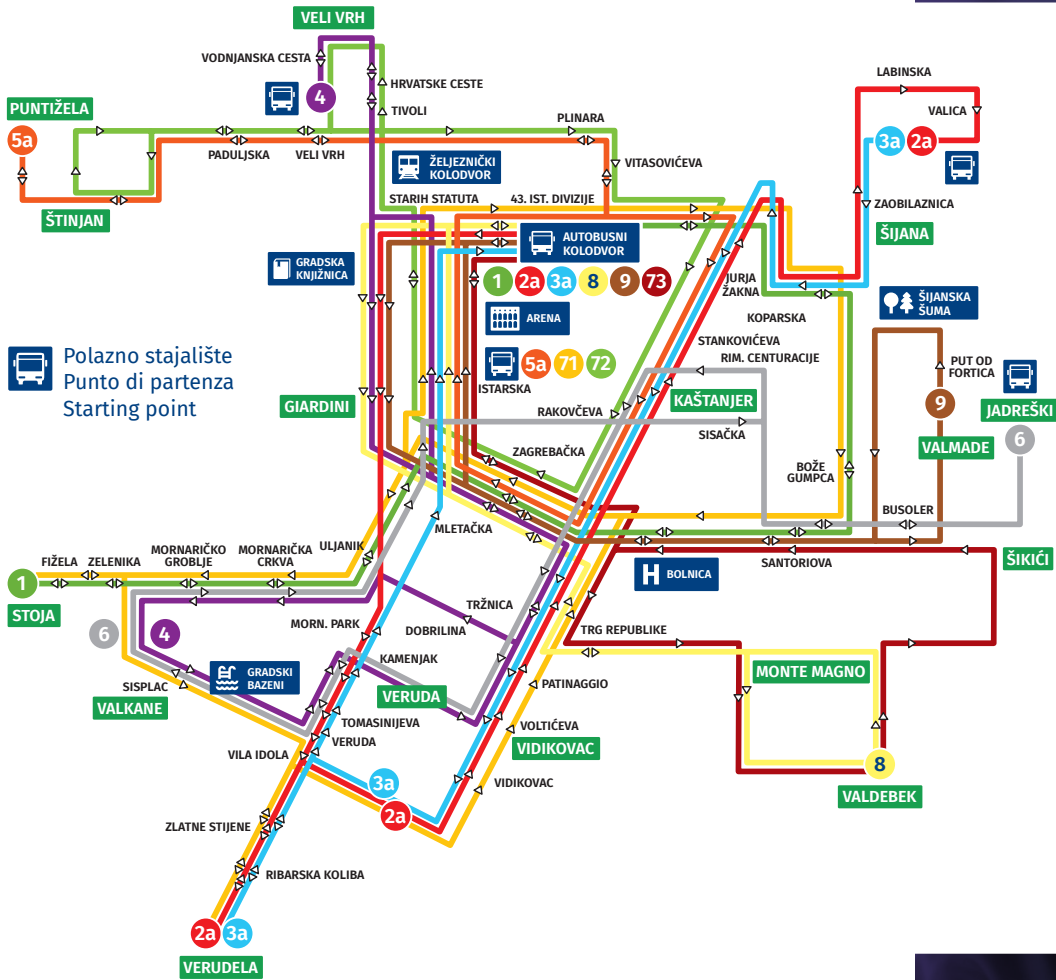 VELI VRH
VODNJANSKA CESTA
4
HRVATSKE CESTE
TIVOLI
LABINSKA
VALICA
PUNTIŽELA
5a
PADULJSKA
VELI VRH
PLINARA
3a
2a
VITASOVIĆEVA
ŽELJEZNIČKI
KOLODVOR
STARIH STATUTA
43. IST. DIVIZIJE
ZAOBILAZNICA
ŠTINJAN
ŠIJANA
AUTOBUSNI
KOLODVOR
GRADSKA
KNJIŽNICA
1
2a
3a
8
9
73
JURJA
ŽAKNA
ŠIJANSKA
ŠUMA
ARENA
KOPARSKA
STANKOVIĆEVA
RIM. CENTURACIJE
Polazno stajalište
Punto di partenza
Starting point
5a
71
72
ISTARSKA
PUT OD
FORTICA
GIARDINI
KAŠTANJER
9
JADREŠKI
RAKOVČEVA
SISAČKA
6
VALMADE
ZAGREBAČKA
BOŽE
GUMPCA
BUSOLER
MLETAČKA
ULJANIK
FIŽELA
ZELENIKA
MORNARIČKO
GROBLJE
MORNARIČKA
CRKVA
BOLNICA
SANTORIOVA
ŠIKIĆI
1
STOJA
TRŽNICA
6
4
MORN. PARK
DOBRILINA
TRG REPUBLIKE
KAMENJAK
MONTE MAGNO
GRADSKI
BAZENI
SISPLAC
VALKANE
VERUDA
PATINAGGIO
TOMASINIJEVA
VOLTIĆEVA
VERUDA
VIDIKOVAC
VILA IDOLA
8
3a
VIDIKOVAC
VALDEBEK
2a
ZLATNE STIJENE
RIBARSKA KOLIBA
2a
3a
VERUDELA